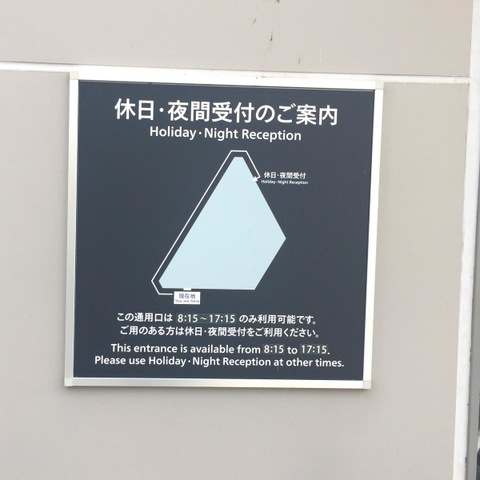 休日・夜間受付のご案内
Holiday・Night Reception
休日・夜間受付
Holiday・Night Reception
現在地
You are here
この通用口は 8:15～17:15 のみ利用可能です。
ご用のある方は休日・夜間受付をご利用ください。
This entrance is available from 8:15 to 17:15.
Please use Holiday・Night Reception at other times.